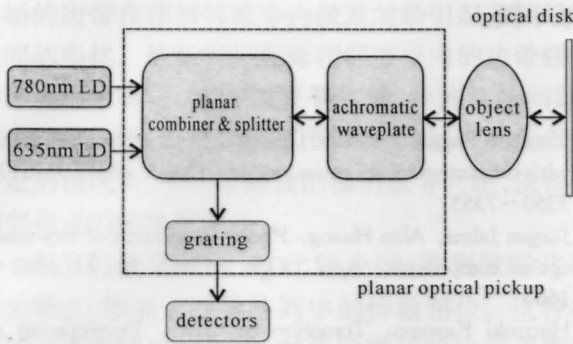 optical disk
780nm LD
635nm LD
planar
combiner & splitter
achromatic
waveplate
object
lens
grating
planar optical pickup
detectors